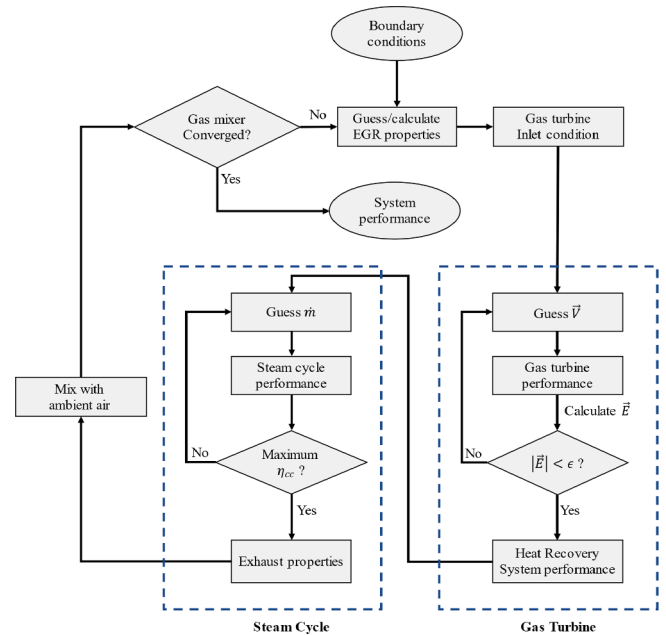 Boundary
conditions
Gas mixer
Converged?
No
Guess/calculate
EGR properties
Gas turbine
Inlet condition
Yes
System
performance
Guess ṁ
Guess V⃗
Steam cycle
performance
Gas turbine
performance
Mix with
ambient air
Calculate E⃗
No
Maximum
η_cc ?
No
|E⃗| < ϵ ?
Yes
Yes
Exhaust properties
Heat Recovery
System performance
Steam Cycle
Gas Turbine